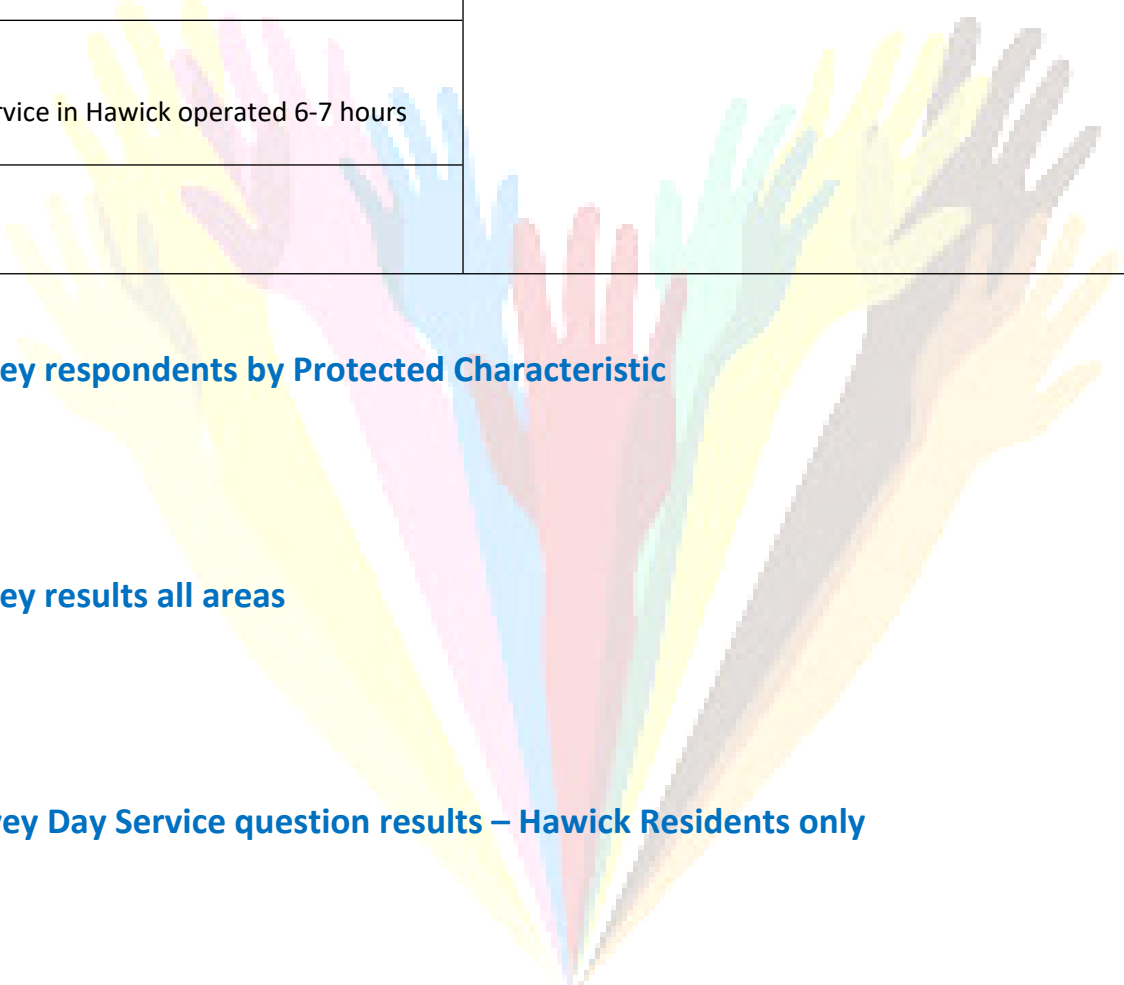 rvice in Hawick operated 6-7 hours
ey respondents by Protected Characteristic
ey results all areas
ey Day Service question results – Hawick Residents only